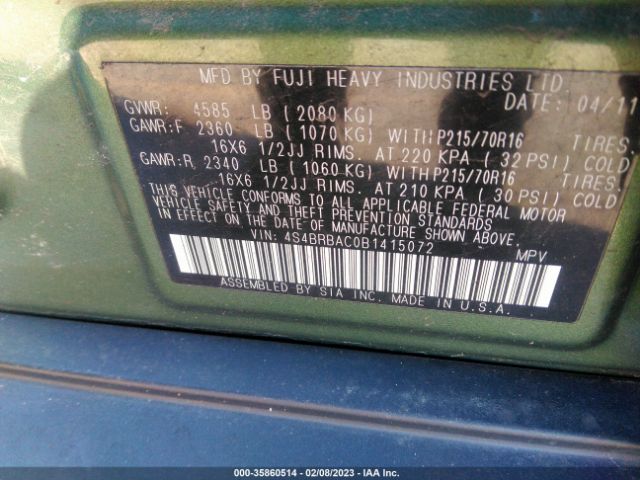 MFD BY FUJI HEAVY INDUSTRIES LTD.
DATE: 04/11
GVWR: 4585 LB ( 2080 KG)
GAWR:F 2360 LB ( 1070 KG) WITH P215/70R16 TIRES.
16X6 1/2JJ RIMS. AT 220 KPA ( 32 PSI) COLD
GAWR:R 2340 LB ( 1060 KG) WITH P215/70R16 TIRES.
16X6 1/2JJ RIMS. AT 210 KPA ( 30 PSI) COLD.
THIS VEHICLE CONFORMS TO ALL APPLICABLE FEDERAL MOTOR
VEHICLE SAFETY AND THEFT PREVENTION STANDARDS
IN EFFECT ON THE DATE OF MANUFACTURE SHOWN ABOVE.
VIN: 4S4BRBAC0B1415072 MPV
ASSEMBLED BY SIA INC. MADE IN U.S.A.
000-35860514 - 02/08/2023 - IAA Inc.